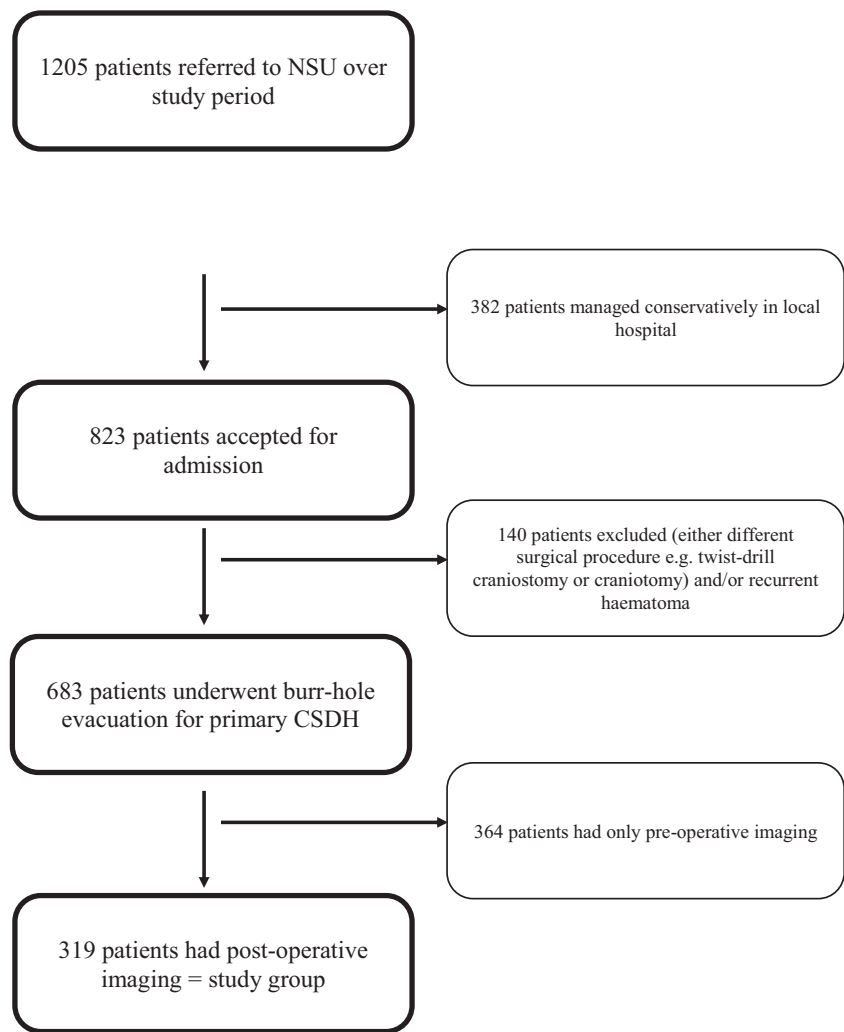 1205 patients referred to NSU over
study period
382 patients managed conservatively in local
hospital
823 patients accepted for
admission
140 patients excluded (either different
surgical procedure e.g. twist-drill
craniostomy or craniotomy) and/or recurrent
haematoma
683 patients underwent burr-hole
evacuation for primary CSDH
364 patients had only pre-operative imaging
319 patients had post-operative
imaging = study group